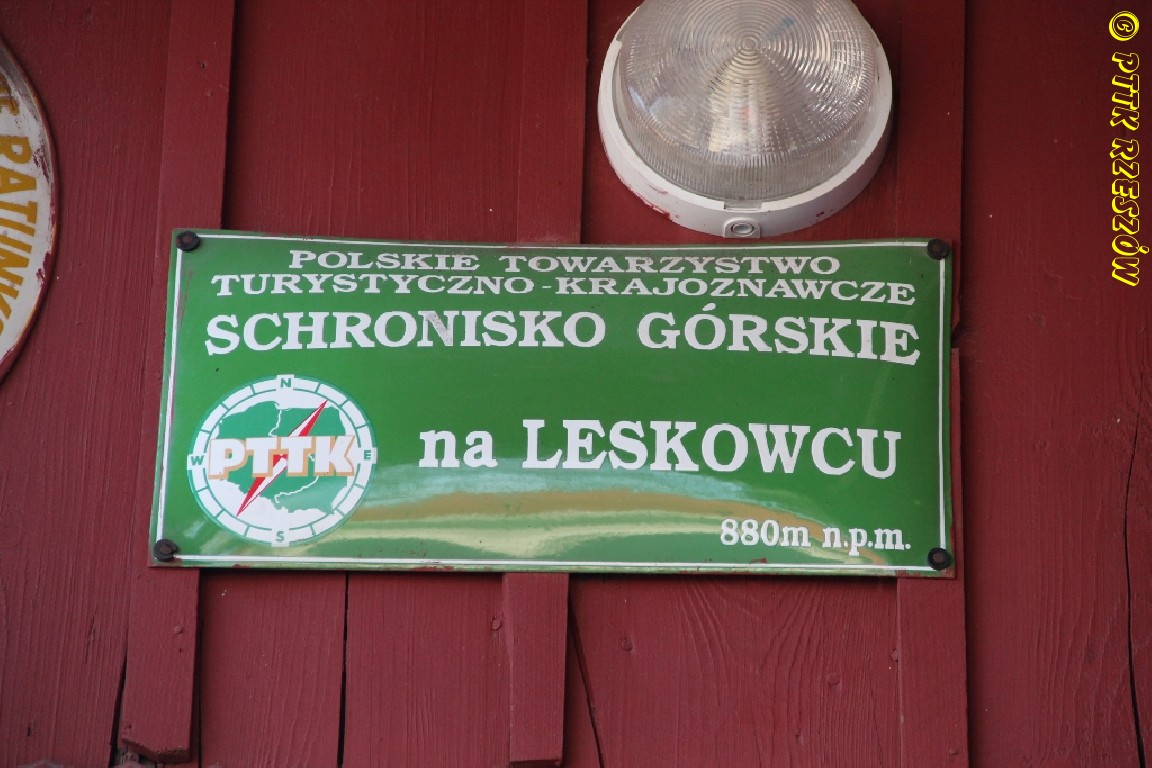 POLSKIE TOWARZYSTWO
TURYSTYCZNO-KRAJOZNAWCZE
SCHRONISKO GÓRSKIE
na LESKOWCU
880m n.p.m.
N
W PTTK E
S
© PTTK RZESZÓW